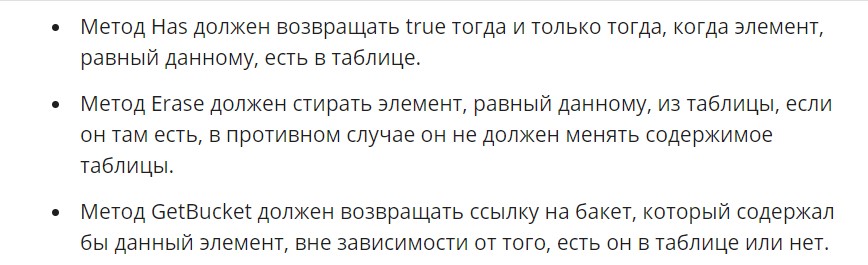 • Метод Has должен возвращать true тогда и только тогда, когда элемент,
равный данному, есть в таблице.
• Метод Erase должен стирать элемент, равный данному, из таблицы, если
он там есть, в противном случае он не должен менять содержимое
таблицы.
• Метод GetBucket должен возвращать ссылку на бакет, который содержал
бы данный элемент, вне зависимости от того, есть он в таблице или нет.